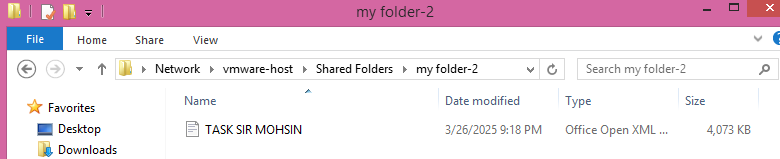 my folder-2
File Home Share View
Network vmware-host Shared Folders my folder-2 Search my folder-2
Favorites Name Date modified Type Size
Desktop TASK SIR MOHSIN 3/26/2025 9:18 PM Office Open XML ... 4,073 KB
Downloads